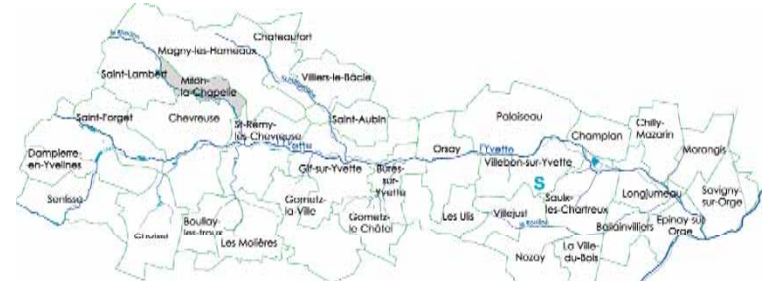 Chateaufort
Magny-les-Hameaux
Saint-Lambert
Milon-
la-Chapelle
Villiers-le-Bâcle
Saint-Forget
Chevreuse
St-Rémy-
lès-Chevreuse
Saint-Aubin
Palaiseau
Champlan
Chilly-
Mazarin
Orsay
l'Yvette
Morangis
Dampierre-
en-Yvelines
Gif-sur-Yvette
Bures-
sur-
Yvette
Villebon-sur-Yvette
S
Senlisse
Gometz-
la-Ville
Gometz-
le-Châtel
Les Ulis
Villejust
Saulx-
les-Chartreux
Longjumeau
Savigny-
sur-Orge
Boullay-
les-Troux
Les Molières
Ballainvilliers
Epinay sur
Orge
Nozay
La Ville-
du-Bois